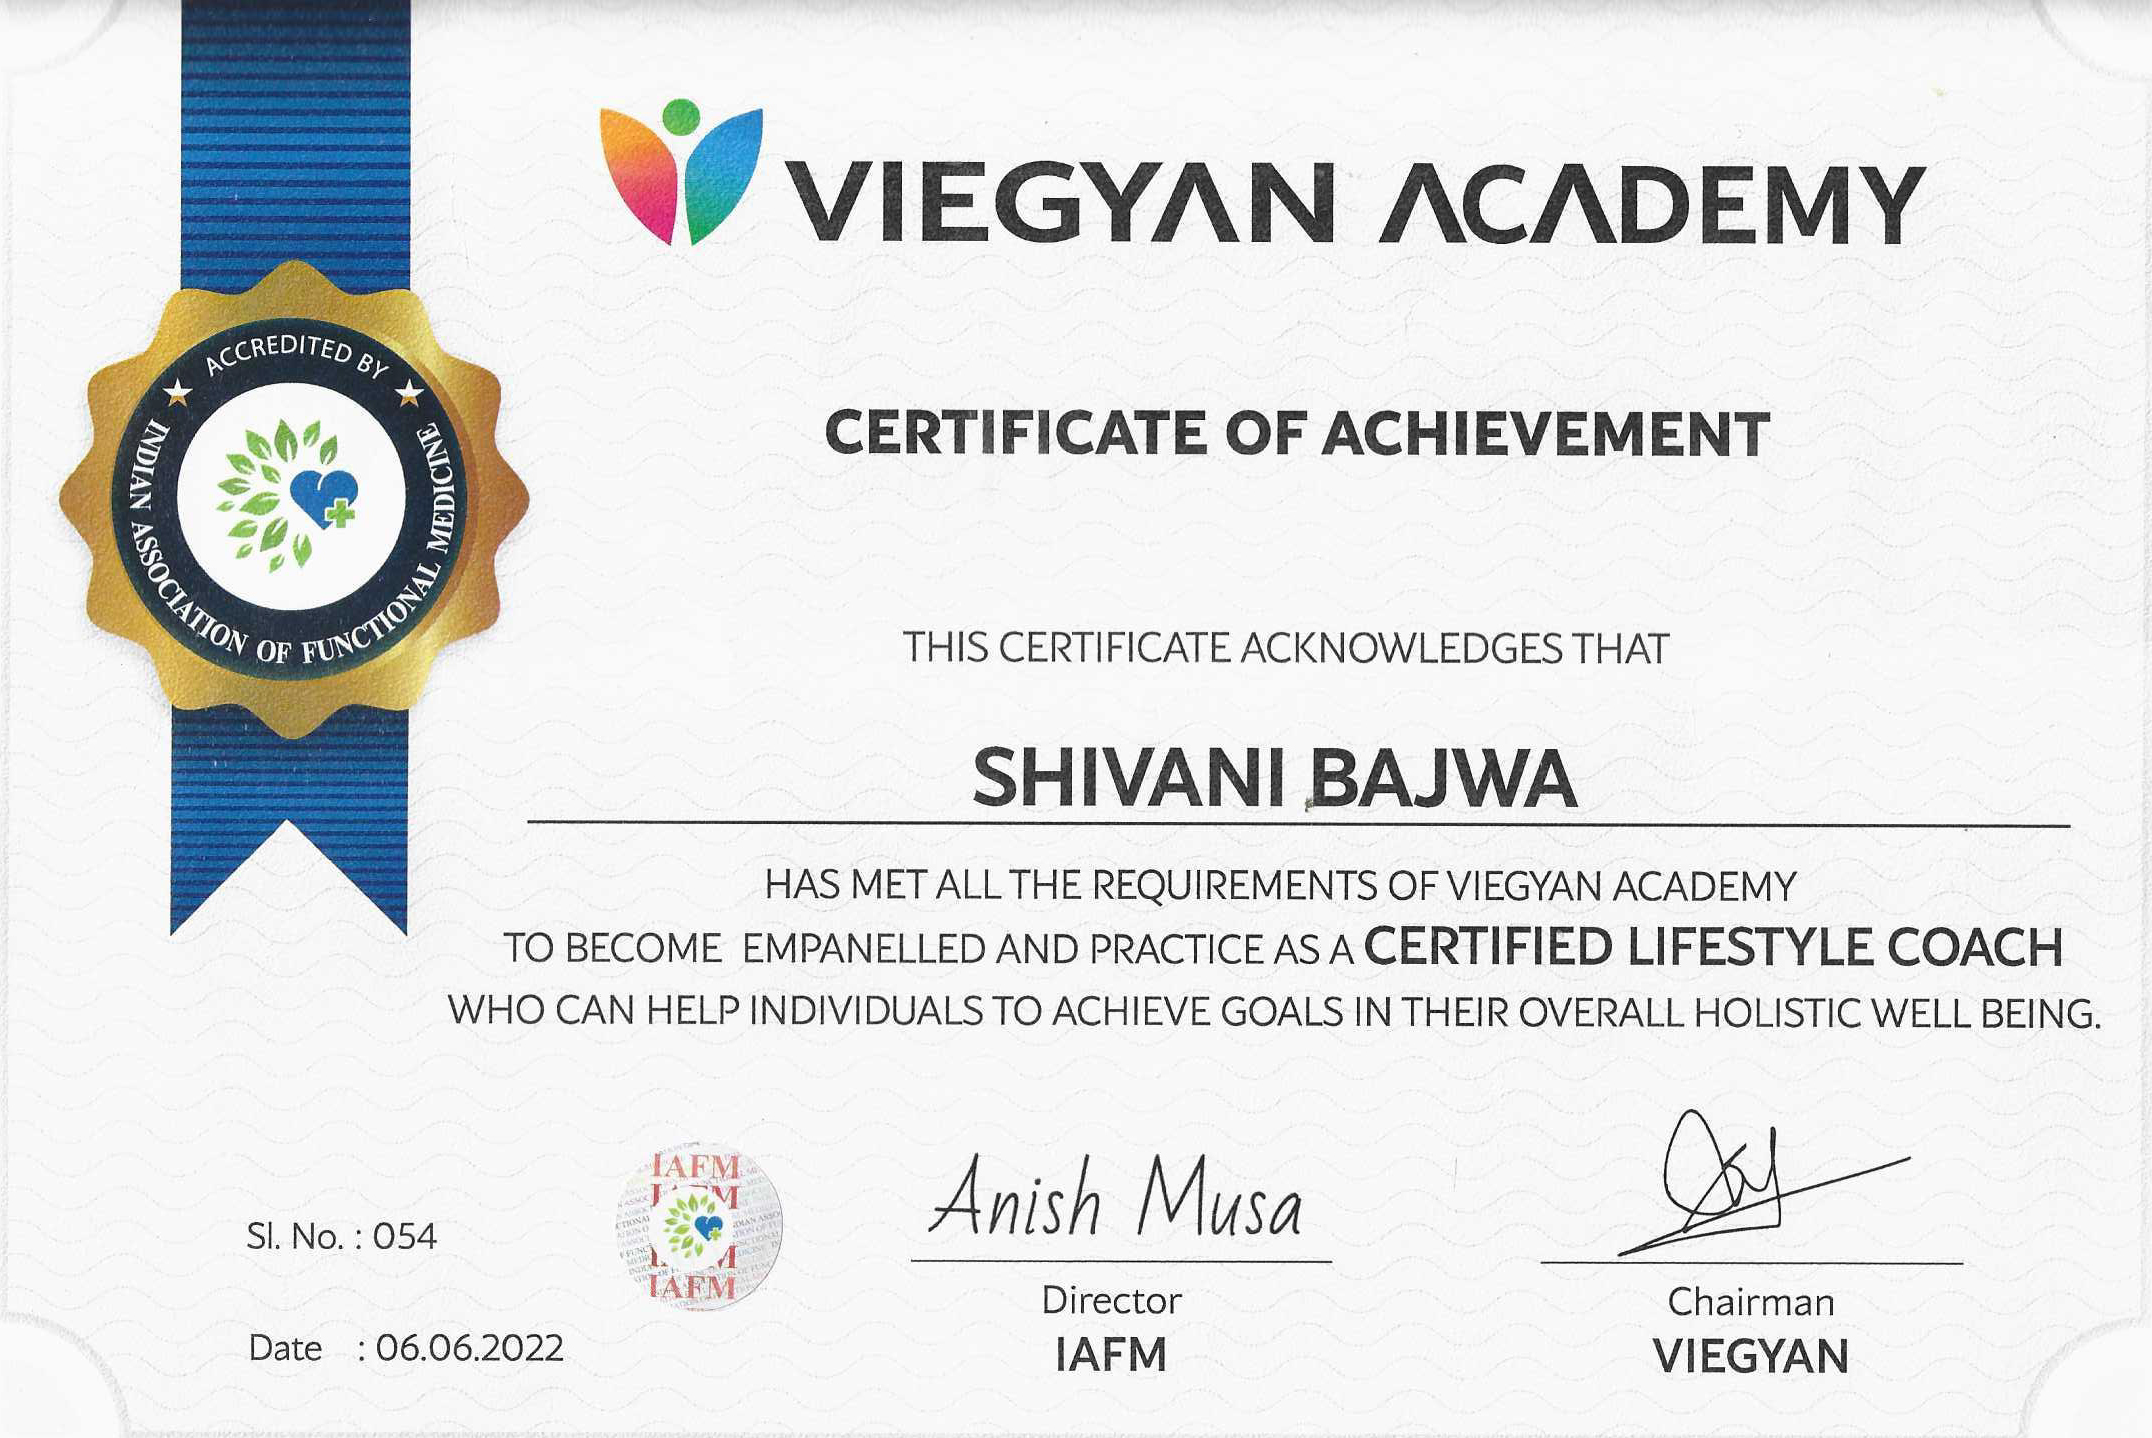 VIEGYAN ACADEMY
ACCREDITED BY
INDIAN ASSOCIATION OF FUNCTIONAL MEDICINE
CERTIFICATE OF ACHIEVEMENT
THIS CERTIFICATE ACKNOWLEDGES THAT
SHIVANI BAJWA
HAS MET ALL THE REQUIREMENTS OF VIEGYAN ACADEMY
TO BECOME EMPANELLED AND PRACTICE AS A CERTIFIED LIFESTYLE COACH
WHO CAN HELP INDIVIDUALS TO ACHIEVE GOALS IN THEIR OVERALL HOLISTIC WELL BEING.
IAFM
IAFM
Anish Musa
Sl. No. : 054
Director
IAFM
Chairman
VIEGYAN
Date : 06.06.2022